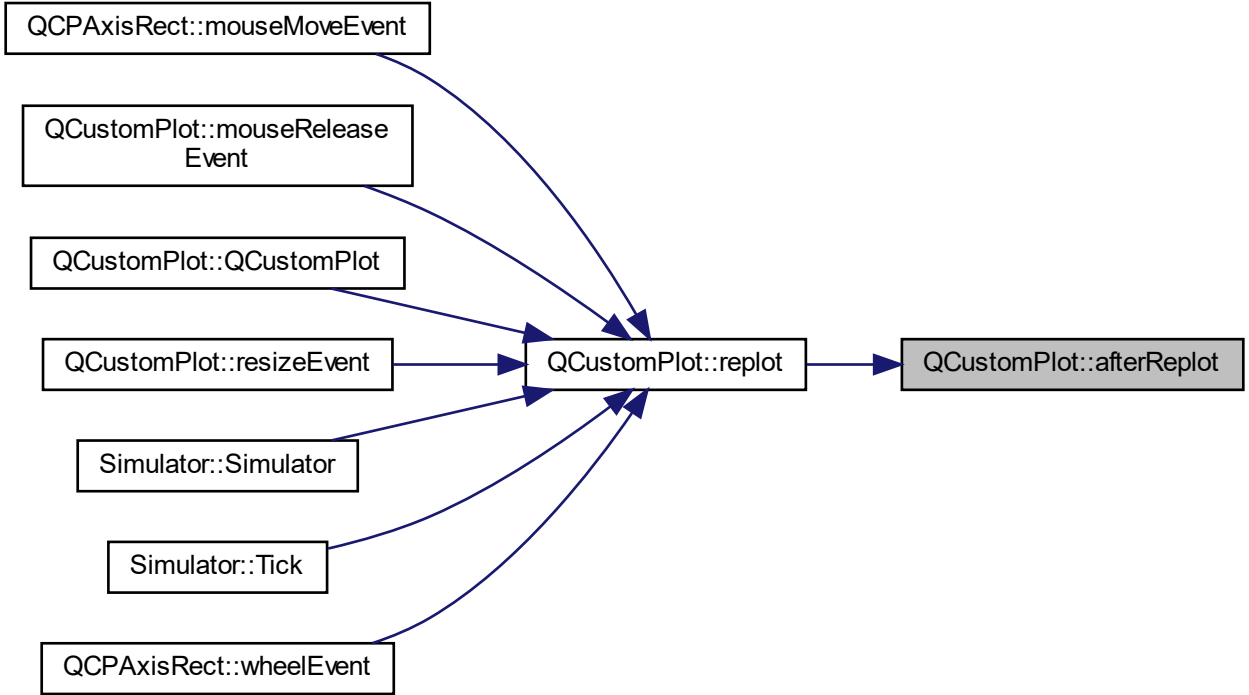 QCPAxisRect::mouseMoveEvent
QCustomPlot::mouseRelease
Event
QCustomPlot::QCustomPlot
QCustomPlot::resizeEvent
QCustomPlot::replot
QCustomPlot::afterReplot
Simulator::Simulator
Simulator::Tick
QCPAxisRect::wheelEvent